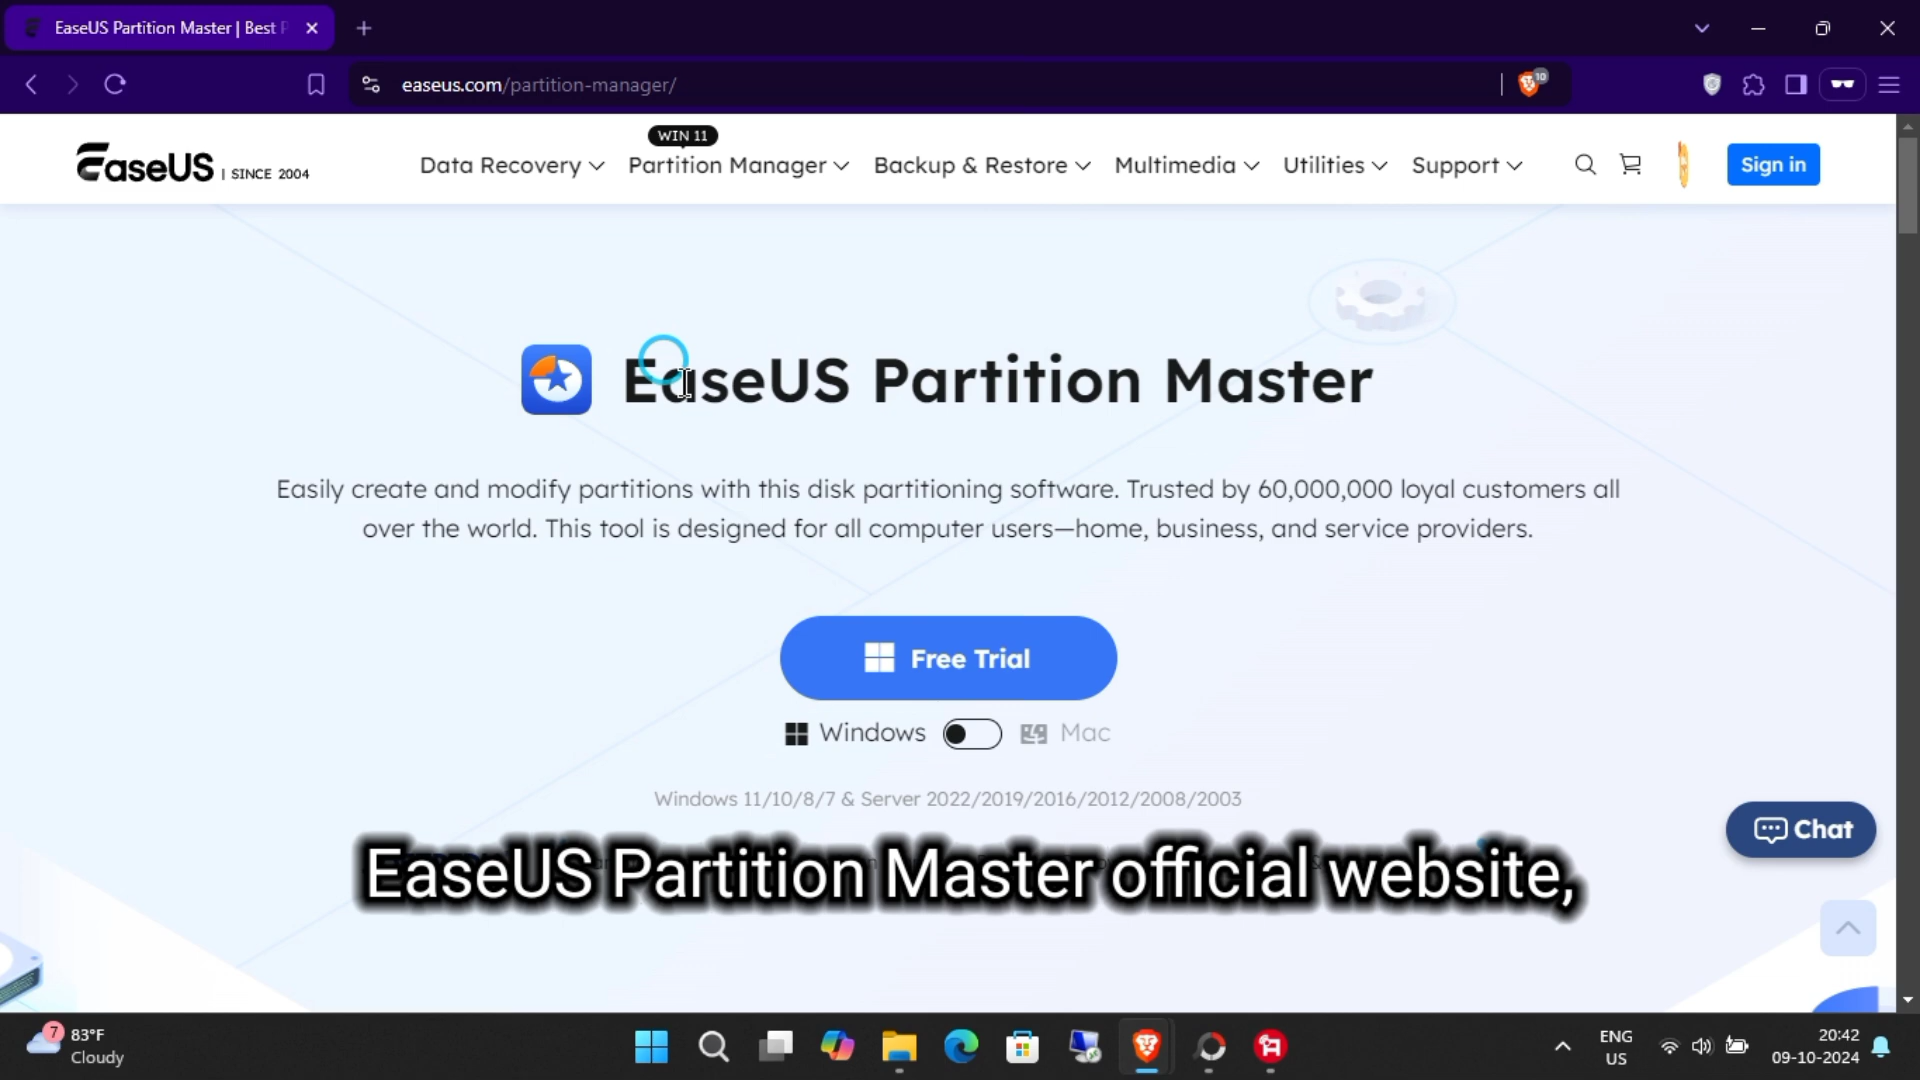 EaseUS Partition Master | Best P
easeus.com/partition-manager/
10
WIN 11
EaseUS | SINCE 2004
Data Recovery
Partition Manager
Backup & Restore
Multimedia
Utilities
Support
Sign in
EaseUS Partition Master
Easily create and modify partitions with this disk partitioning software. Trusted by 60,000,000 loyal customers all
over the world. This tool is designed for all computer users—home, business, and service providers.
Free Trial
Windows
Mac
Windows 11/10/8/7 & Server 2022/2019/2016/2012/2008/2003
Chat
EaseUS Partition Master official website,
7
83°F
Cloudy
ENG
US
20:42
09-10-2024